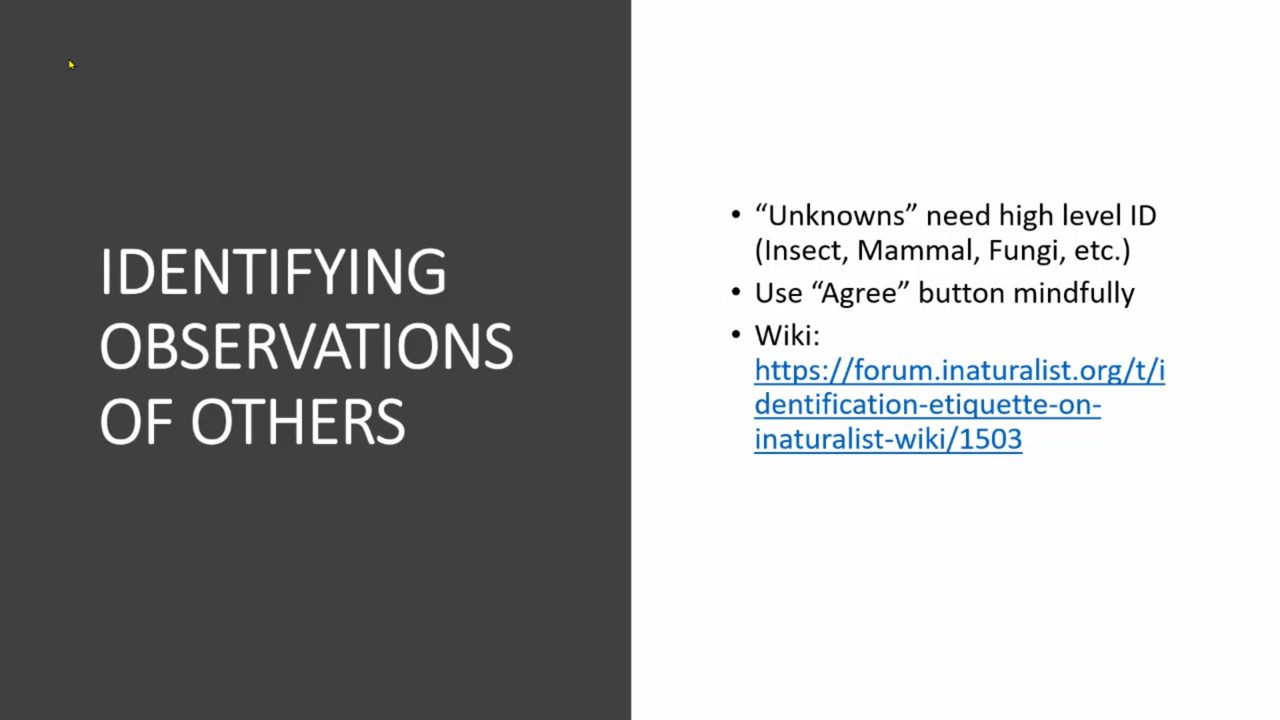 IDENTIFYING
OBSERVATIONS
OF OTHERS
• “Unknowns” need high level ID
(Insect, Mammal, Fungi, etc.)
• Use “Agree” button mindfully
• Wiki:
https://forum.inaturalist.org/t/i
dentification-etiquette-on-
inaturalist-wiki/1503